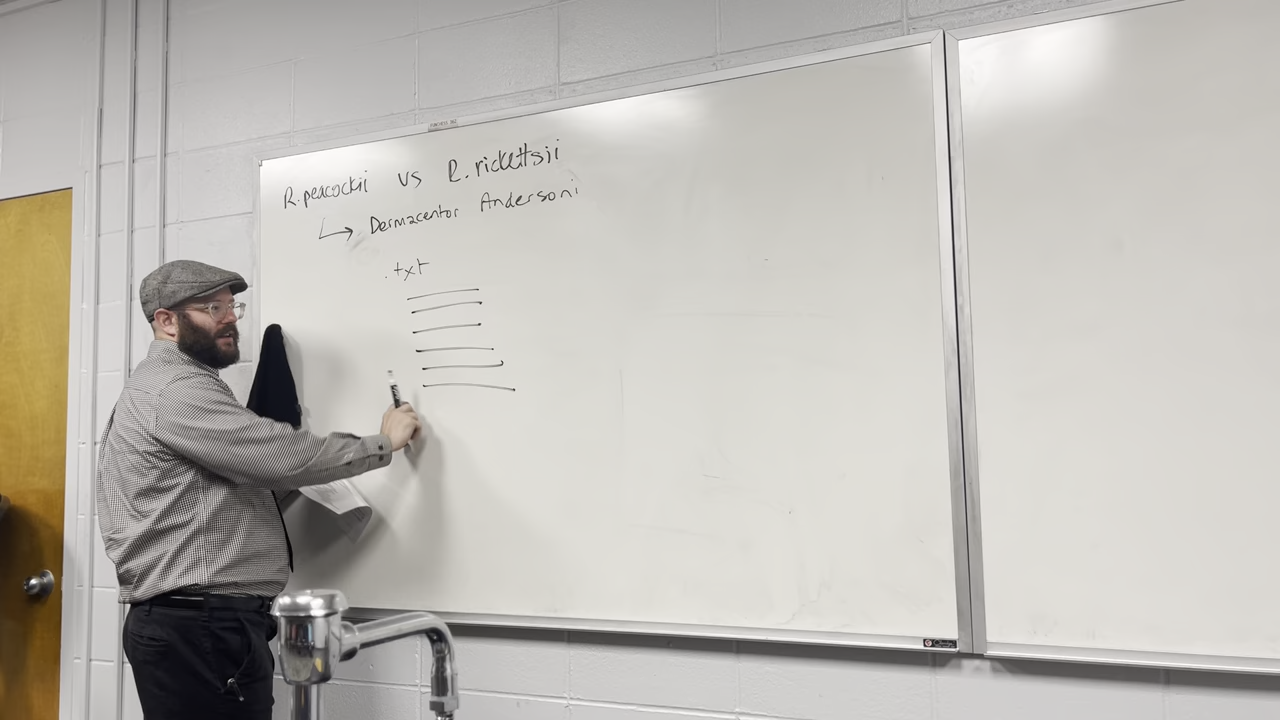 R. peacockii vs R. rickettsii
↳ Dermacentor Andersoni
.txt